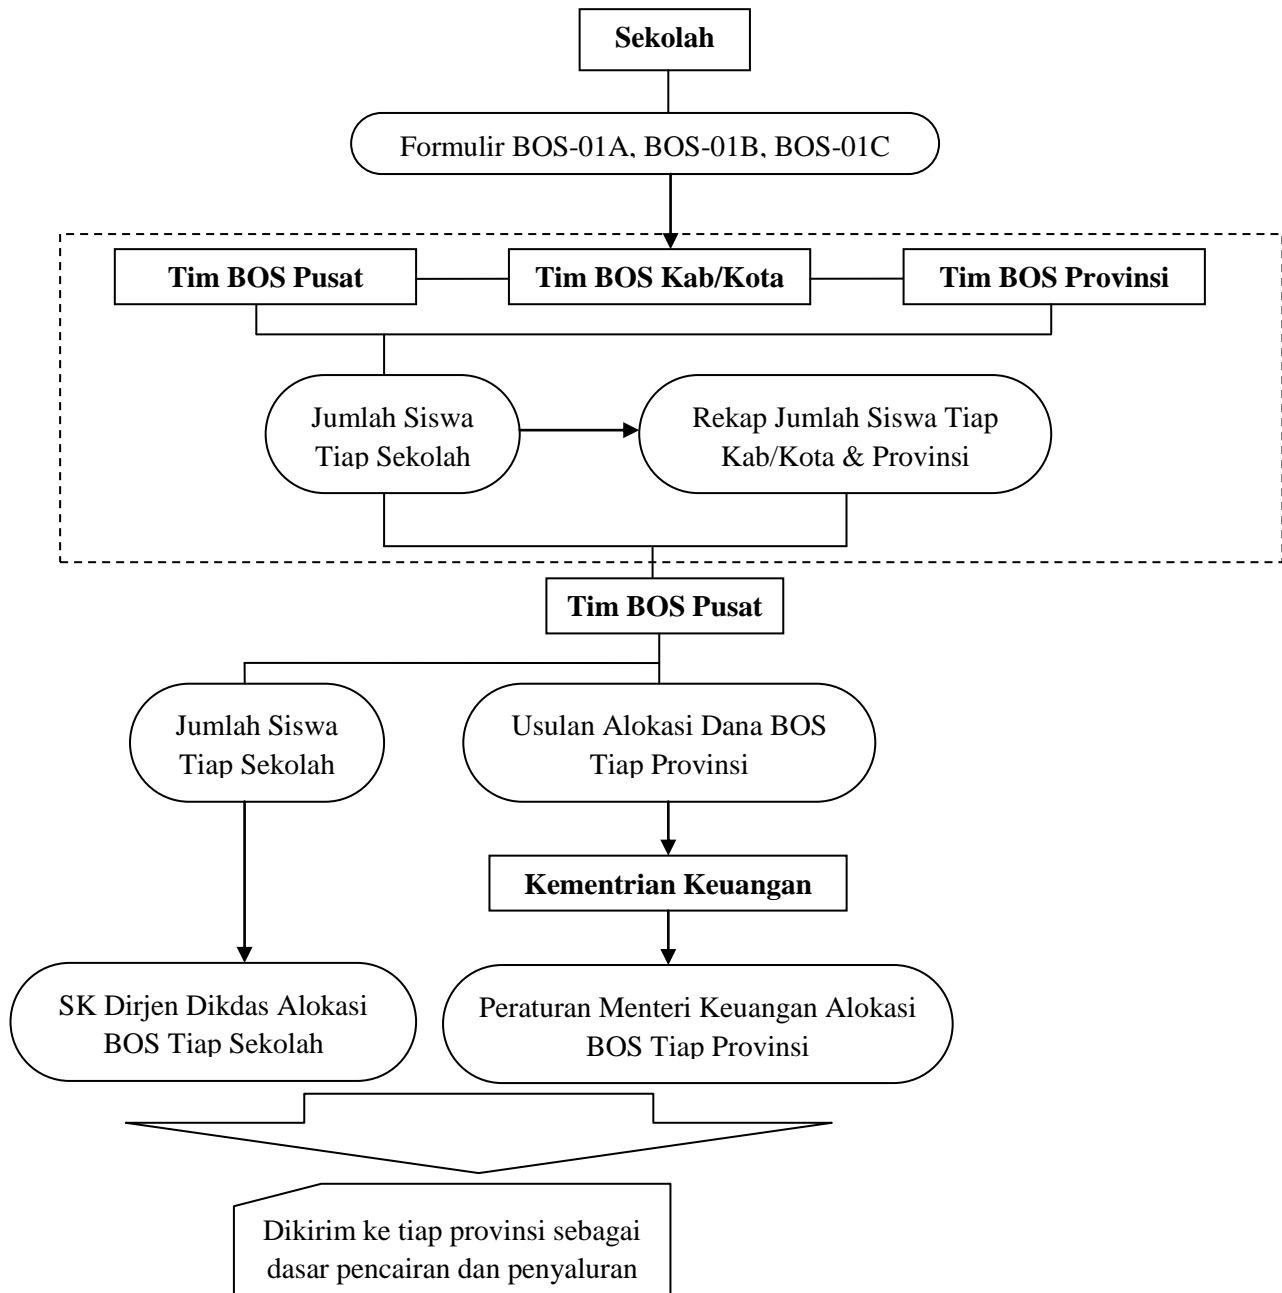 Sekolah
Formulir BOS-01A, BOS-01B, BOS-01C
Tim BOS Pusat
Tim BOS Kab/Kota
Tim BOS Provinsi
Jumlah Siswa
Tiap Sekolah
Rekap Jumlah Siswa Tiap
Kab/Kota & Provinsi
Tim BOS Pusat
Jumlah Siswa
Tiap Sekolah
Usulan Alokasi Dana BOS
Tiap Provinsi
Kementrian Keuangan
SK Dirjen Dikdas Alokasi
BOS Tiap Sekolah
Peraturan Menteri Keuangan Alokasi
BOS Tiap Provinsi
Dikirim ke tiap provinsi sebagai
dasar pencairan dan penyaluran